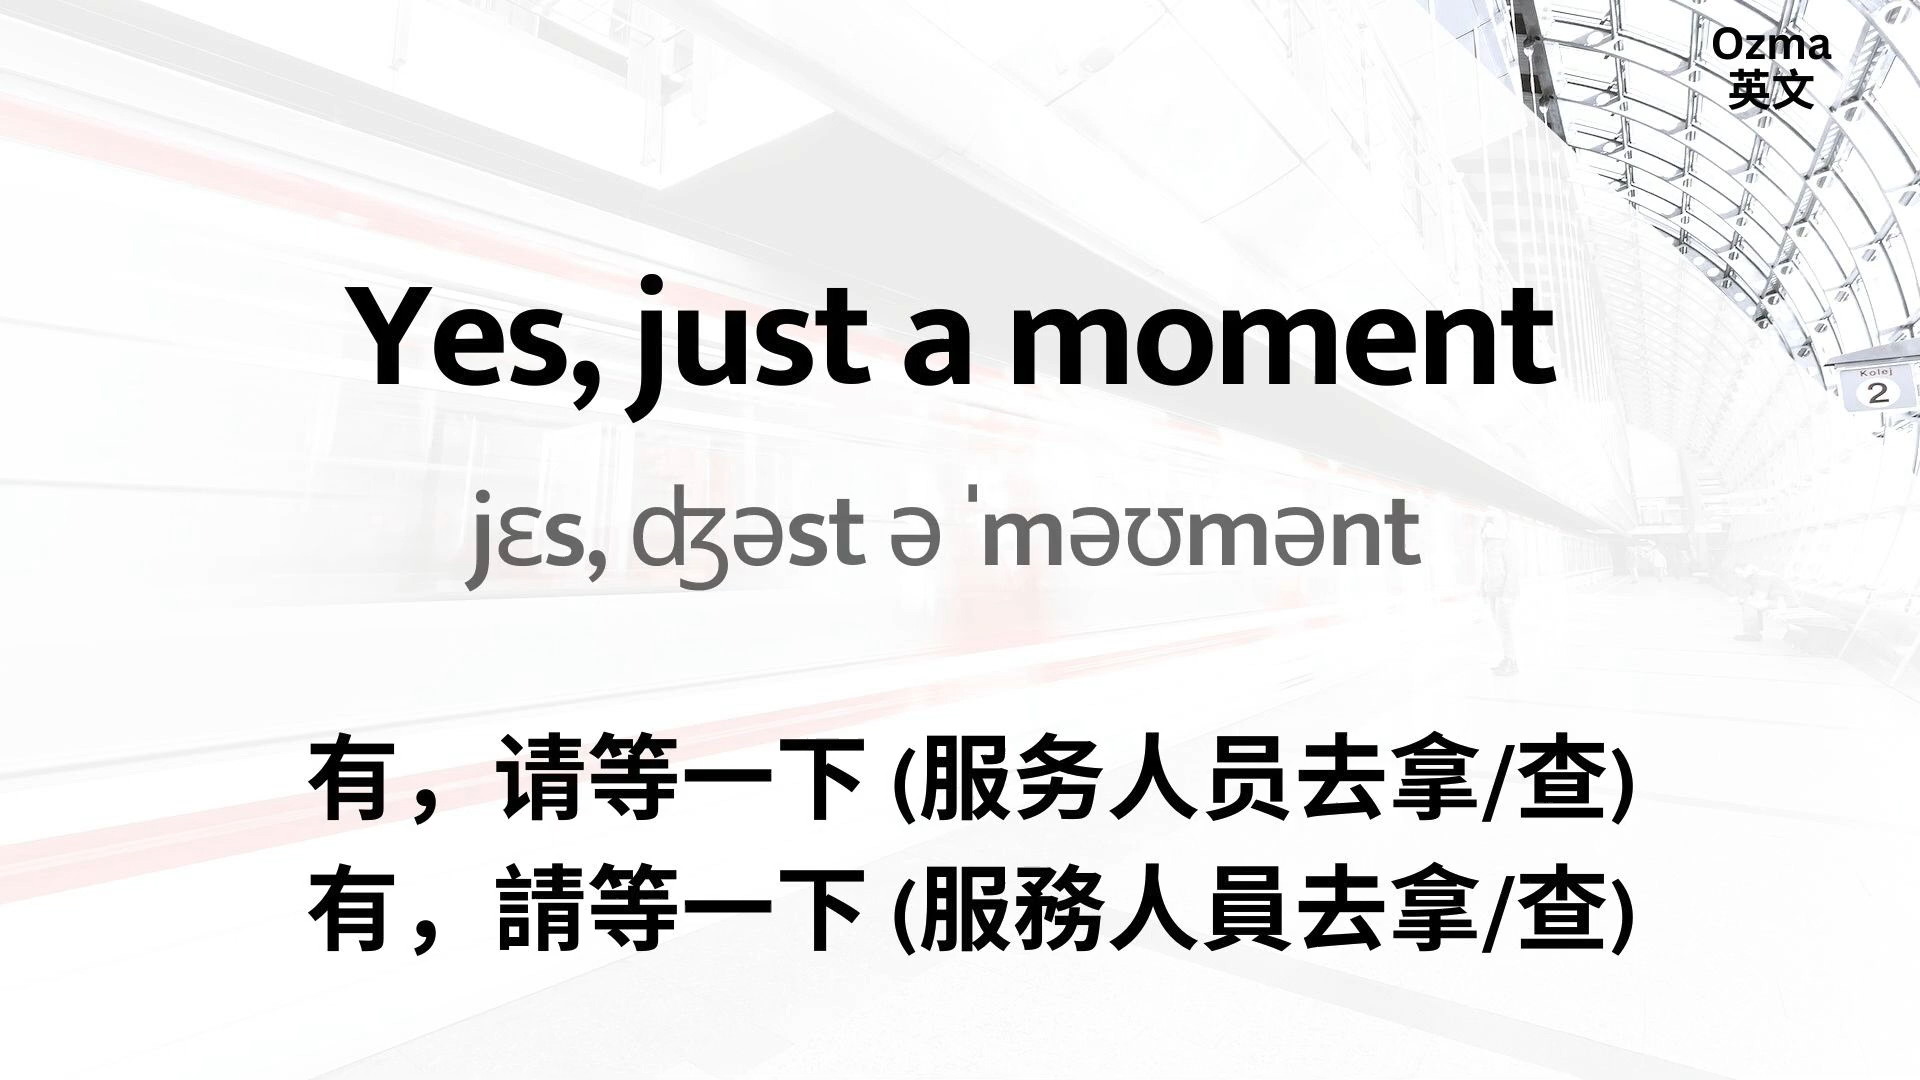 Ozma
英文
Kolej
2
Yes, just a moment
jɛs, ʤəst ə ˈməʊmənt
有，请等一下 (服务人员去拿/查)
有，請等一下 (服務人員去拿/查)